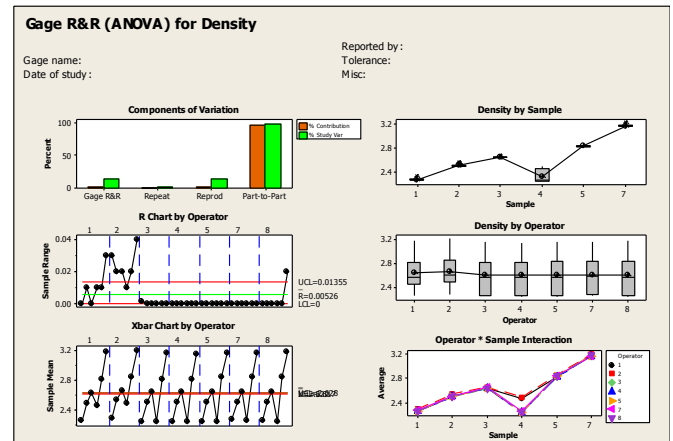 Gage R&R (ANOVA) for Density
Gage name:
Date of study:
Reported by:
Tolerance:
Misc:
Components of Variation
Percent
100
50
0
Gage R&R Repeat Reprod Part-to-Part
% Contribution
% Study Var
R Chart by Operator
Sample Range
1 2 3 4 5 7 8
0.04
0.02
0.00
UCL=0.01355
R=0.00526
LCL=0
Xbar Chart by Operator
Sample Mean
1 2 3 4 5 7 8
3.2
2.8
2.4
Density by Sample
3.2
2.8
2.4
1 2 3 4 5 7
Sample
Density by Operator
3.2
2.8
2.4
1 2 3 4 5 7 8
Operator
Operator * Sample Interaction
Average
3.2
2.8
2.4
1 2 3 4 5 7
Sample
Operator
1
2
3
4
5
7
8